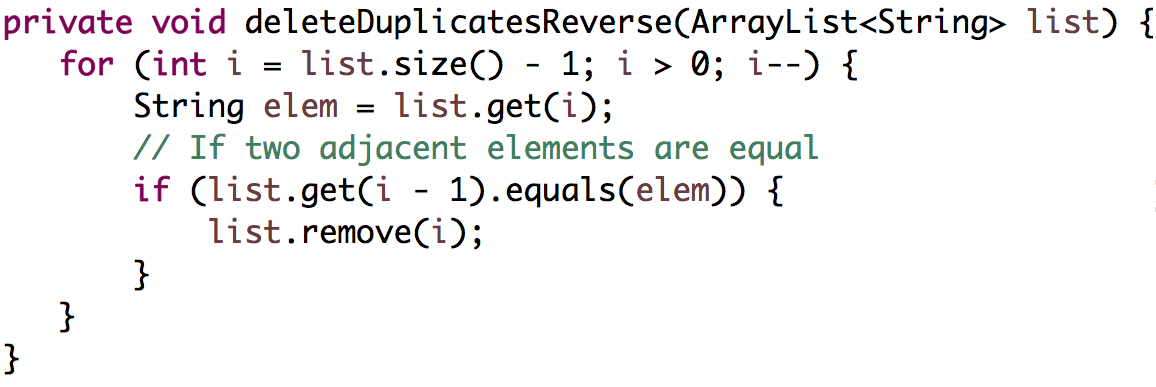 private void deleteDuplicatesReverse(ArrayList<String> list) {
for (int i = list.size() - 1; i > 0; i--) {
String elem = list.get(i);
// If two adjacent elements are equal
if (list.get(i - 1).equals(elem)) {
list.remove(i);
}
}
}